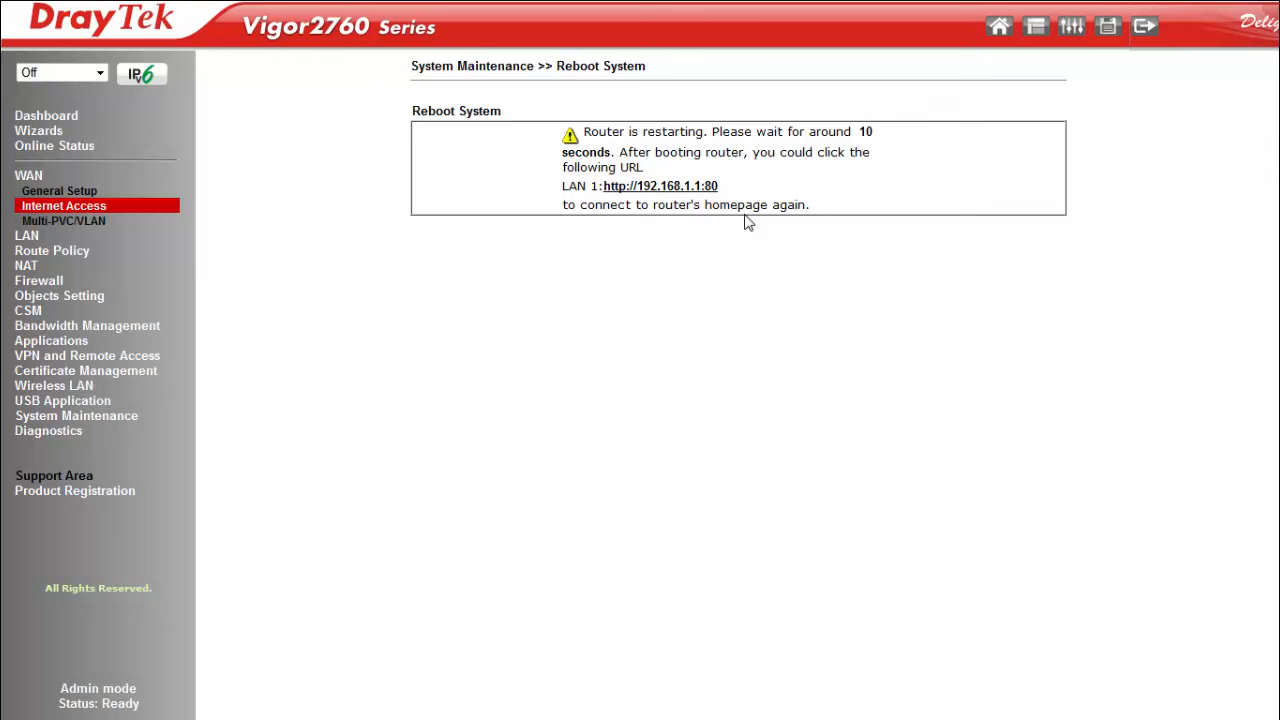 DrayTek
Vigor2760 Series
Off
IPv6
Dashboard
Wizards
Online Status
WAN
General Setup
Internet Access
Multi-PVC/VLAN
LAN
Route Policy
NAT
Firewall
Objects Setting
CSM
Bandwidth Management
Applications
VPN and Remote Access
Certificate Management
Wireless LAN
USB Application
System Maintenance
Diagnostics
Support Area
Product Registration
All Rights Reserved.
Admin mode
Status: Ready
System Maintenance >> Reboot System
Reboot System
Router is restarting. Please wait for around 10
seconds. After booting router, you could click the
following URL
LAN 1:http://192.168.1.1:80
to connect to router's homepage again.